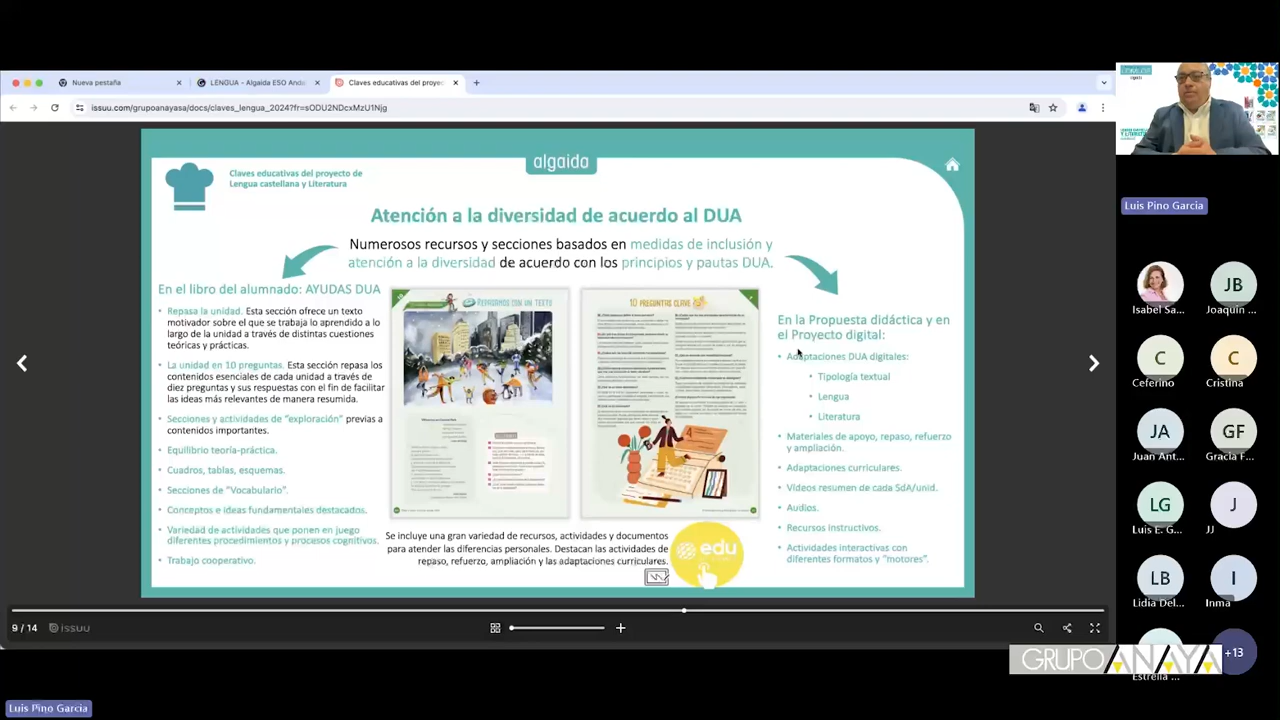 Nueva pestaña
LENGUA - Algaida ESO Anda
Claves educativas del proyec
issuu.com/grupoanayasa/docs/claves_lengua_2024?fr=sODU2NDcxMzU1Njg
algaida
Claves educativas del proyecto de
Lengua castellana y Literatura
Atención a la diversidad de acuerdo al DUA
Numerosos recursos y secciones basados en medidas de inclusión y
atención a la diversidad de acuerdo con los principios y pautas DUA.
En el libro del alumnado: AYUDAS DUA
• Repasa la unidad. Esta sección ofrece un texto
motivador sobre el que se trabaja lo aprendido a lo
largo de la unidad a través de distintas cuestiones
teóricas y prácticas.
• La unidad en 10 preguntas. Esta sección repasa los
contenidos esenciales de cada unidad a través de
diez preguntas y sus respuestas con el fin de facilitar
las ideas más relevantes de manera resumida.
• Secciones y actividades de "exploración" previas a
contenidos importantes.
• Equilibrio teoría-práctica.
• Cuadros, tablas, esquemas.
• Secciones de "Vocabulario".
• Conceptos e ideas fundamentales destacados.
• Variedad de actividades que ponen en juego
diferentes procedimientos y procesos cognitivos.
• Trabajo cooperativo.
REPASAMOS CON UN TEXTO
10 PREGUNTAS CLAVE
Se incluye una gran variedad de recursos, actividades y documentos
para atender las diferencias personales. Destacan las actividades de
repaso, refuerzo, ampliación y las adaptaciones curriculares.
edu
En la Propuesta didáctica y en
el Proyecto digital:
• Adaptaciones DUA digitales:
• Tipología textual
• Lengua
• Literatura
• Materiales de apoyo, repaso, refuerzo
y ampliación.
• Adaptaciones curriculares.
• Vídeos resumen de cada SdA/unid.
• Audios.
• Recursos instructivos.
• Actividades interactivas con
diferentes formatos y "motores".
9 / 14
issuu
Luis Pino Garcia
Isabel Sa...
JB
Joaquín ...
C
Ceferino
C
Cristina
JA
Juan Ant...
GF
Gracia F...
LG
Luis E. G...
J
JJ
LB
Lidia Del...
I
Inma
Estrella ...
+13
GRUPO ANAYA
Luis Pino Garcia